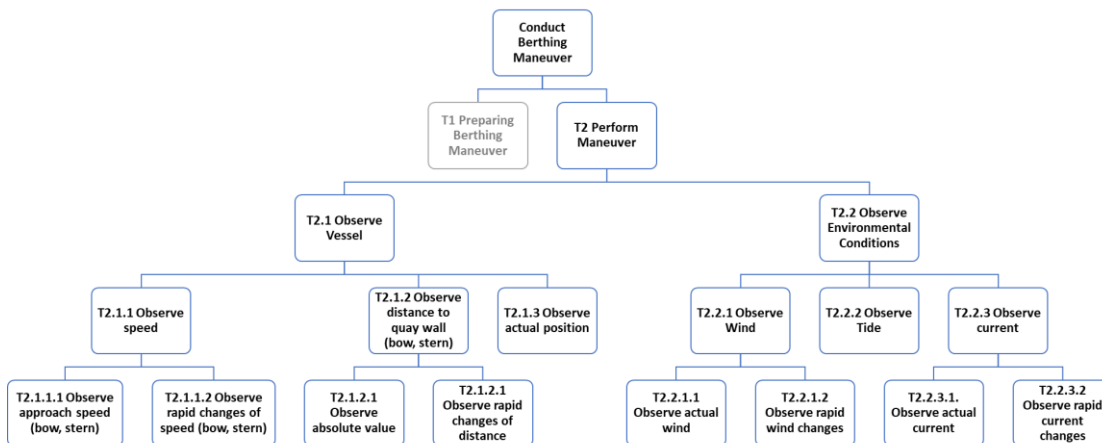 Conduct
Berthing
Maneuver
T1 Preparing
Berthing
Maneuver
T2 Perform
Maneuver
T2.1 Observe
Vessel
T2.2 Observe
Environmental
Conditions
T2.1.1 Observe
speed
T2.1.2 Observe
distance to
quay wall
(bow, stern)
T2.1.3 Observe
actual position
T2.2.1 Observe
Wind
T2.2.2 Observe
Tide
T2.2.3 Observe
current
T2.1.1.1 Observe
approach speed
(bow, stern)
T2.1.1.2 Observe
rapid changes of
speed (bow, stern)
T2.1.2.1
Observe
absolute value
T2.1.2.1
Observe rapid
changes of
distance
T2.2.1.1
Observe actual
wind
T2.2.1.2
Observe rapid
wind changes
T2.2.3.1.
Observe actual
current
T2.2.3.2
Observe rapid
current
changes